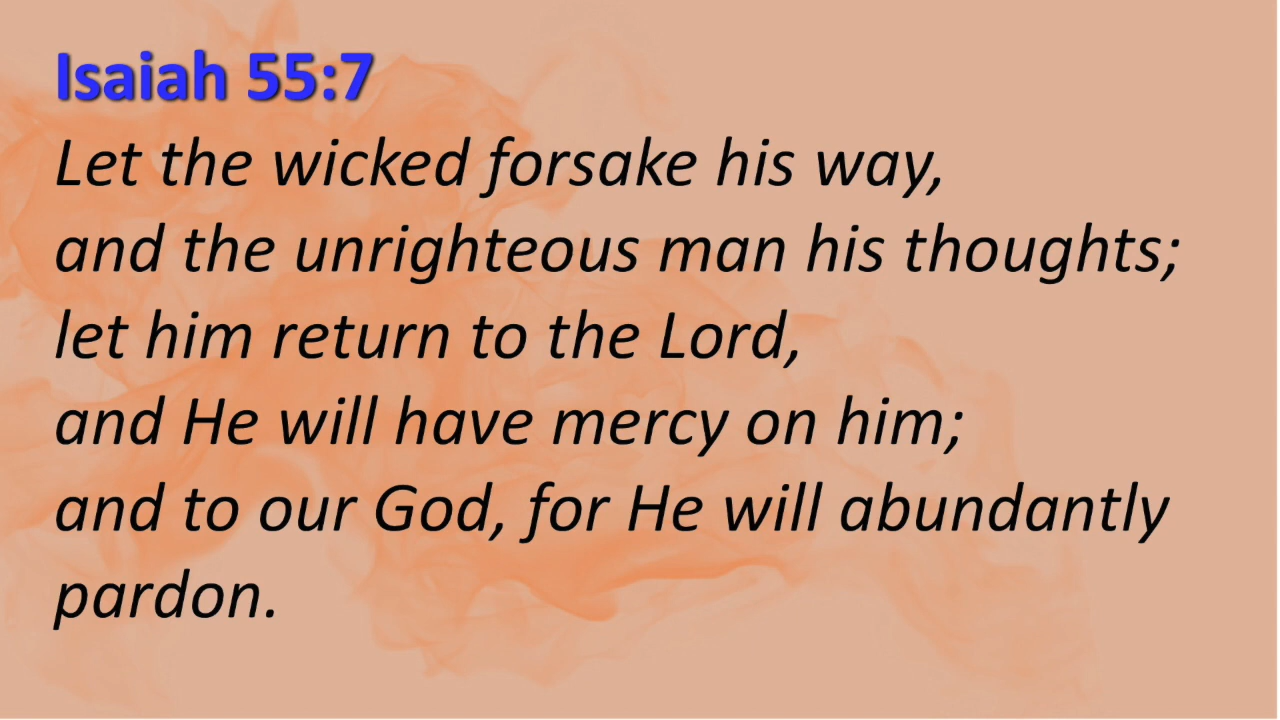 Isaiah 55:7
Let the wicked forsake his way,
and the unrighteous man his thoughts;
let him return to the Lord,
and He will have mercy on him;
and to our God, for He will abundantly
pardon.